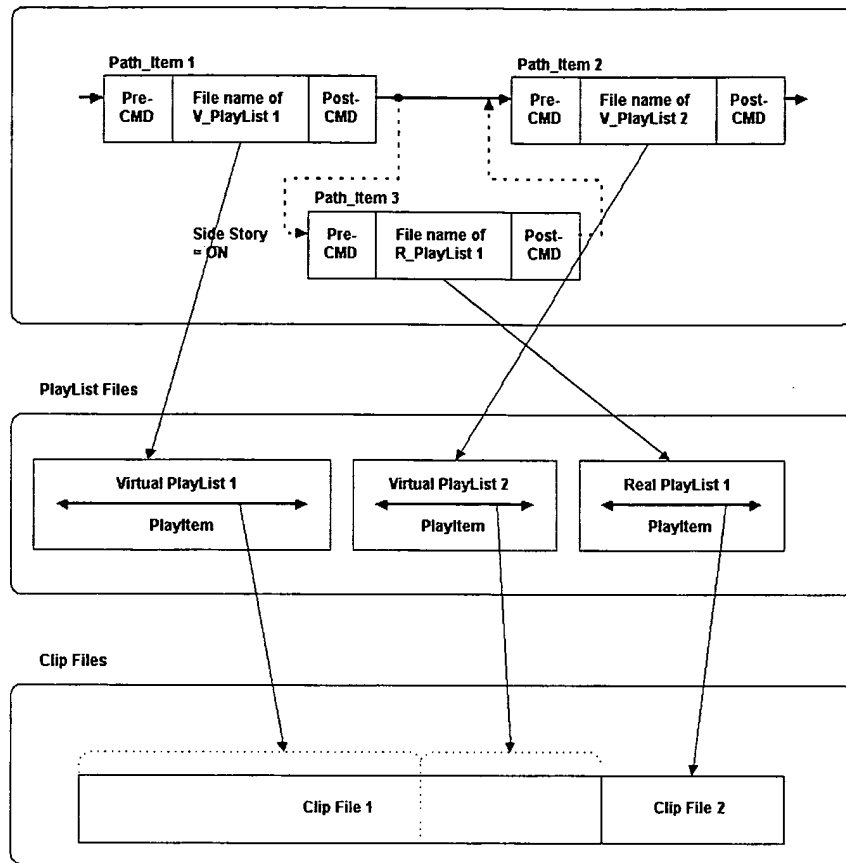 Path_Item 1
Path_Item 2
Pre-
CMD
File name of
V_PlayList 1
Post-
CMD
Pre-
CMD
File name of
V_PlayList 2
Post-
CMD
Path_Item 3
Side Story
= ON
Pre-
CMD
File name of
R_PlayList 1
Post-
CMD
PlayList Files
Virtual PlayList 1
PlayItem
Virtual PlayList 2
PlayItem
Real PlayList 1
PlayItem
Clip Files
Clip File 1
Clip File 2